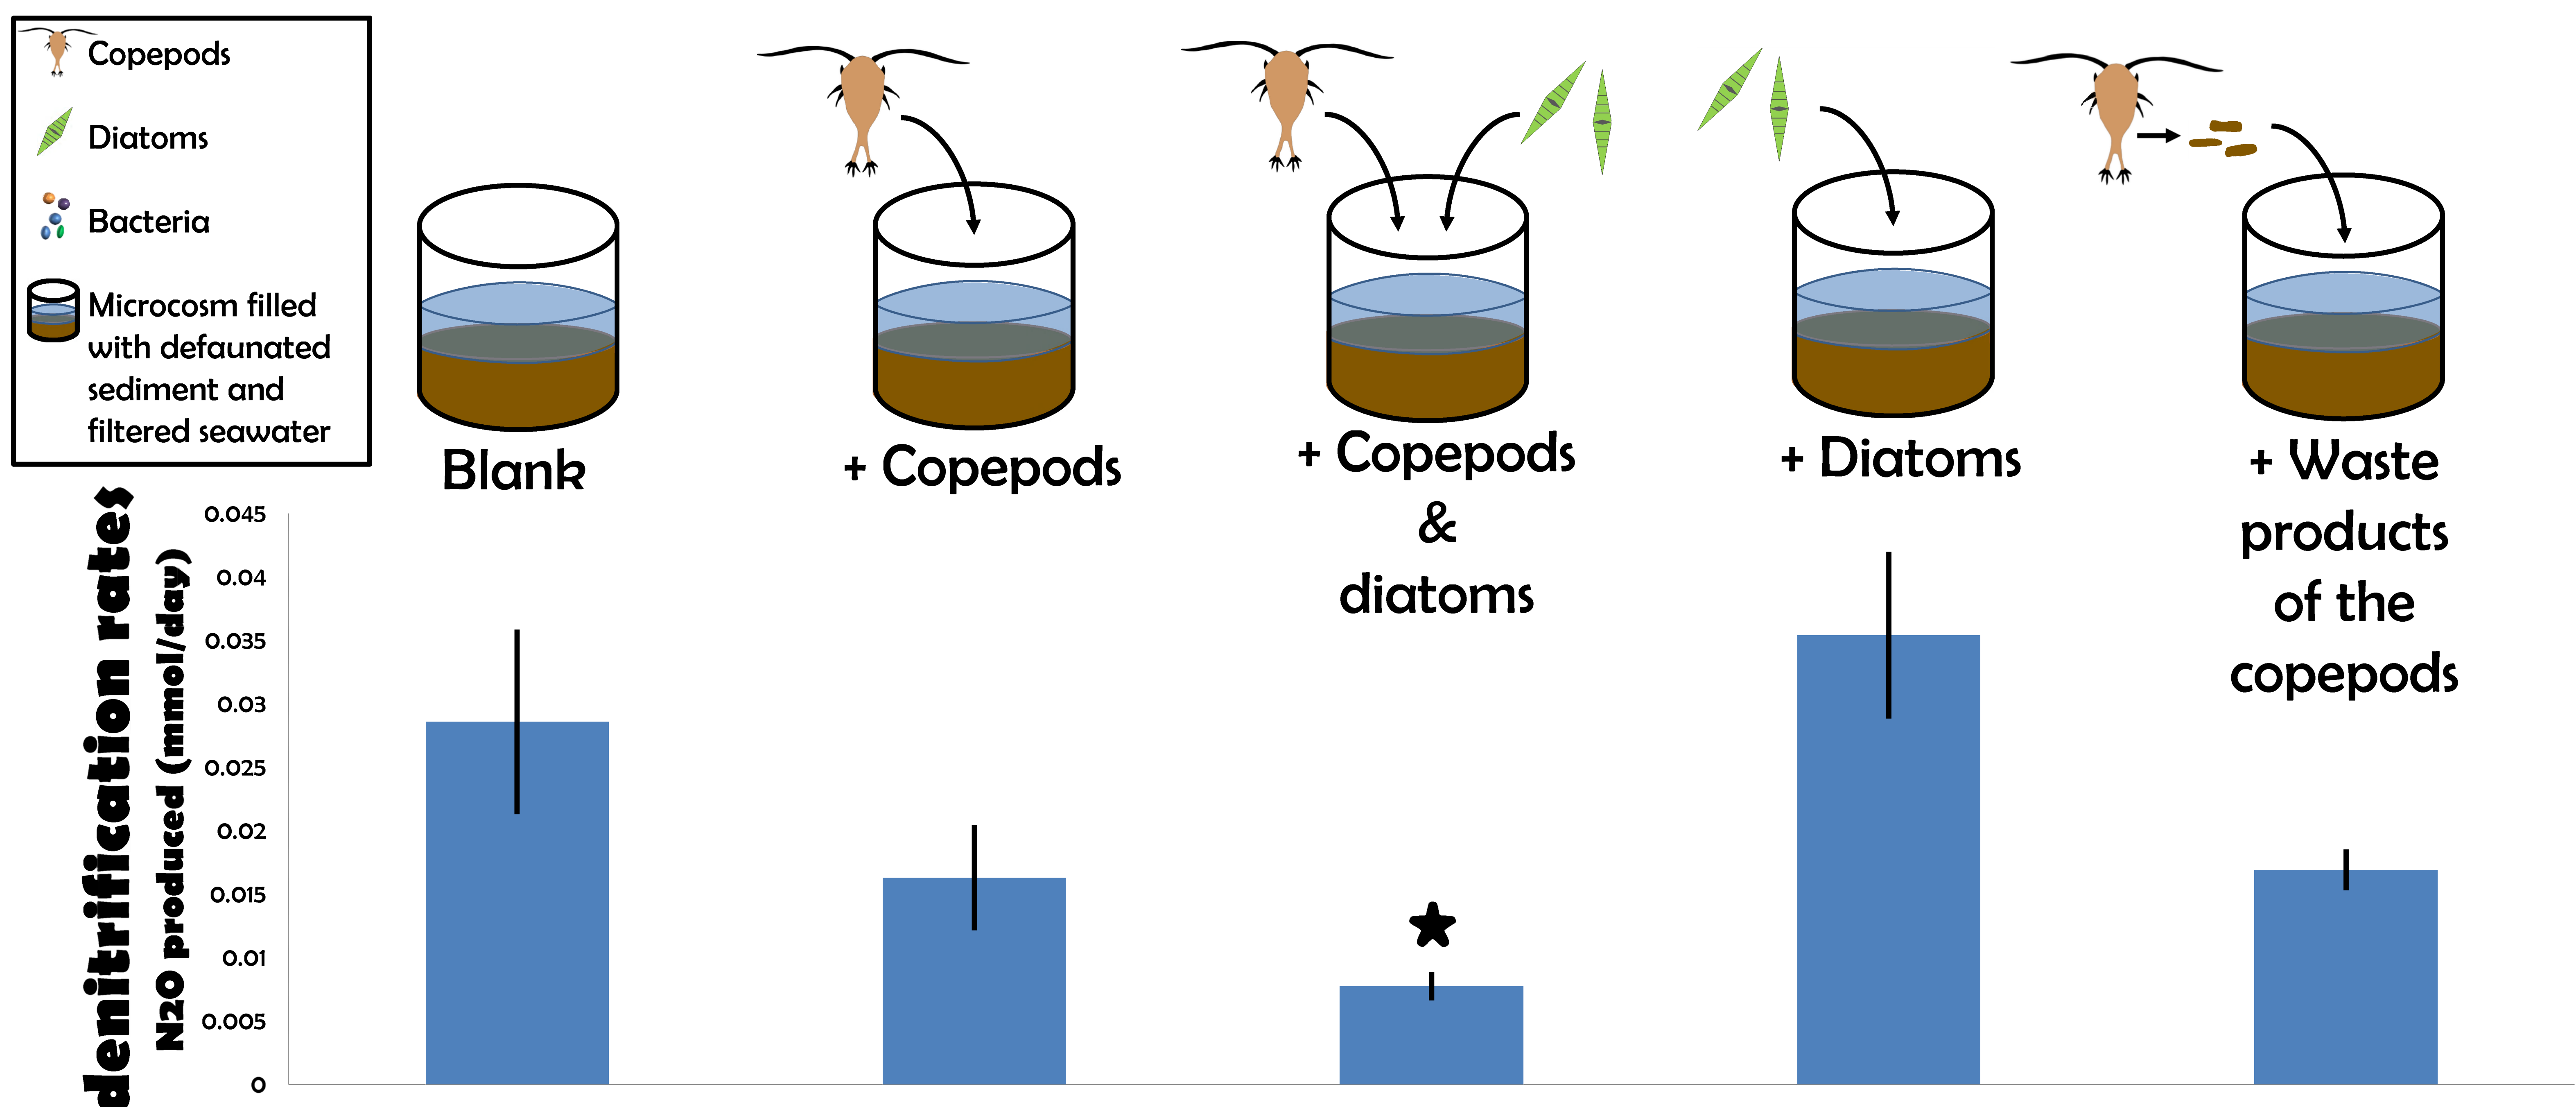 Copepods
Diatoms
Bacteria
Microcosm filled
with defaunated
sediment and
filtered seawater
Blank
+ Copepods
+ Copepods
&
diatoms
+ Diatoms
+ Waste
products
of the
copepods
denitrification rates
N2O produced (mmol/day)
0.045
0.04
0.035
0.03
0.025
0.02
0.015
0.01
0.005
0